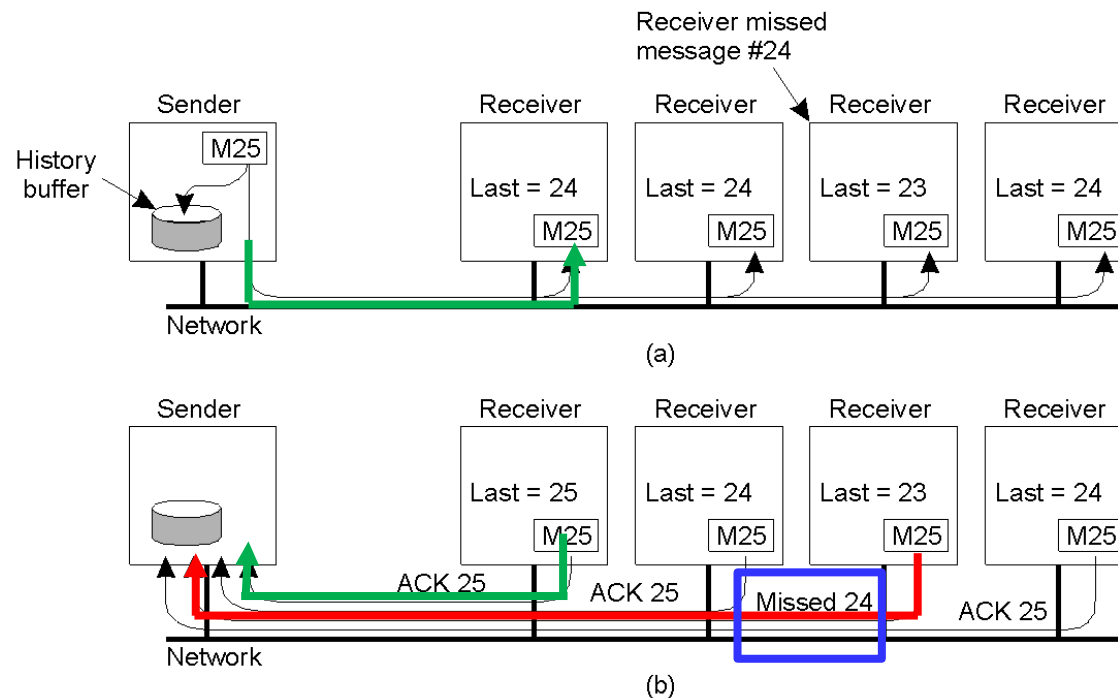 Receiver missed
message #24
Sender
Receiver
Receiver
Receiver
Receiver
M25
History
buffer
Last = 24
Last = 24
Last = 23
Last = 24
M25
M25
M25
M25
Network
(a)
Sender
Receiver
Receiver
Receiver
Receiver
Last = 25
Last = 24
Last = 23
Last = 24
M25
M25
M25
M25
ACK 25
ACK 25
Missed 24
ACK 25
Network
(b)